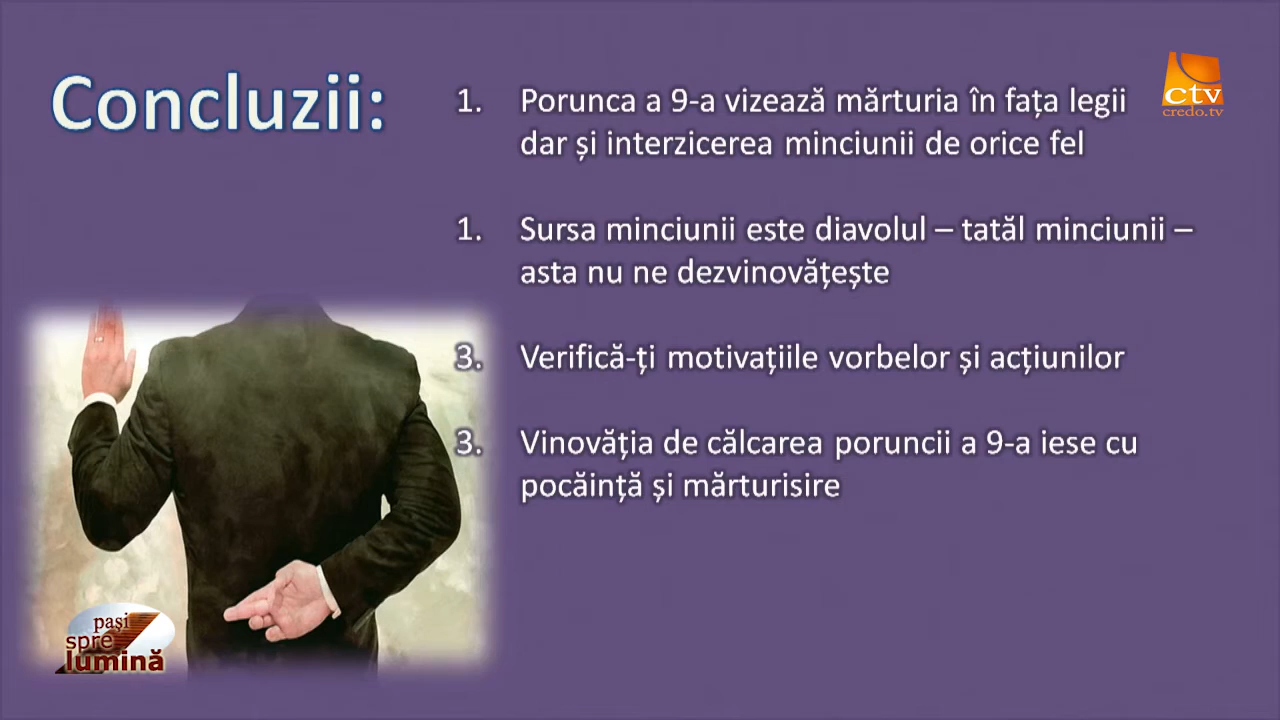 Concluzii:
1. Porunca a 9-a vizează mărturia în fața legii
dar și interzicerea minciunii de orice fel
1. Sursa minciunii este diavolul – tatăl minciunii –
asta nu ne dezvinovățește
3. Verifică-ți motivațiile vorbelor și acțiunilor
3. Vinovăția de călcarea poruncii a 9-a iese cu
pocăință și mărturisire
ctv
credo.tv
pași
spre
lumină